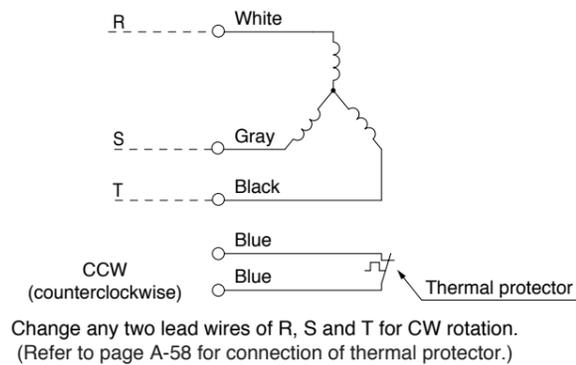 R White
S Gray
T Black
Blue
Blue
CCW
(counterclockwise)
Thermal protector
Change any two lead wires of R, S and T for CW rotation.
(Refer to page A-58 for connection of thermal protector.)